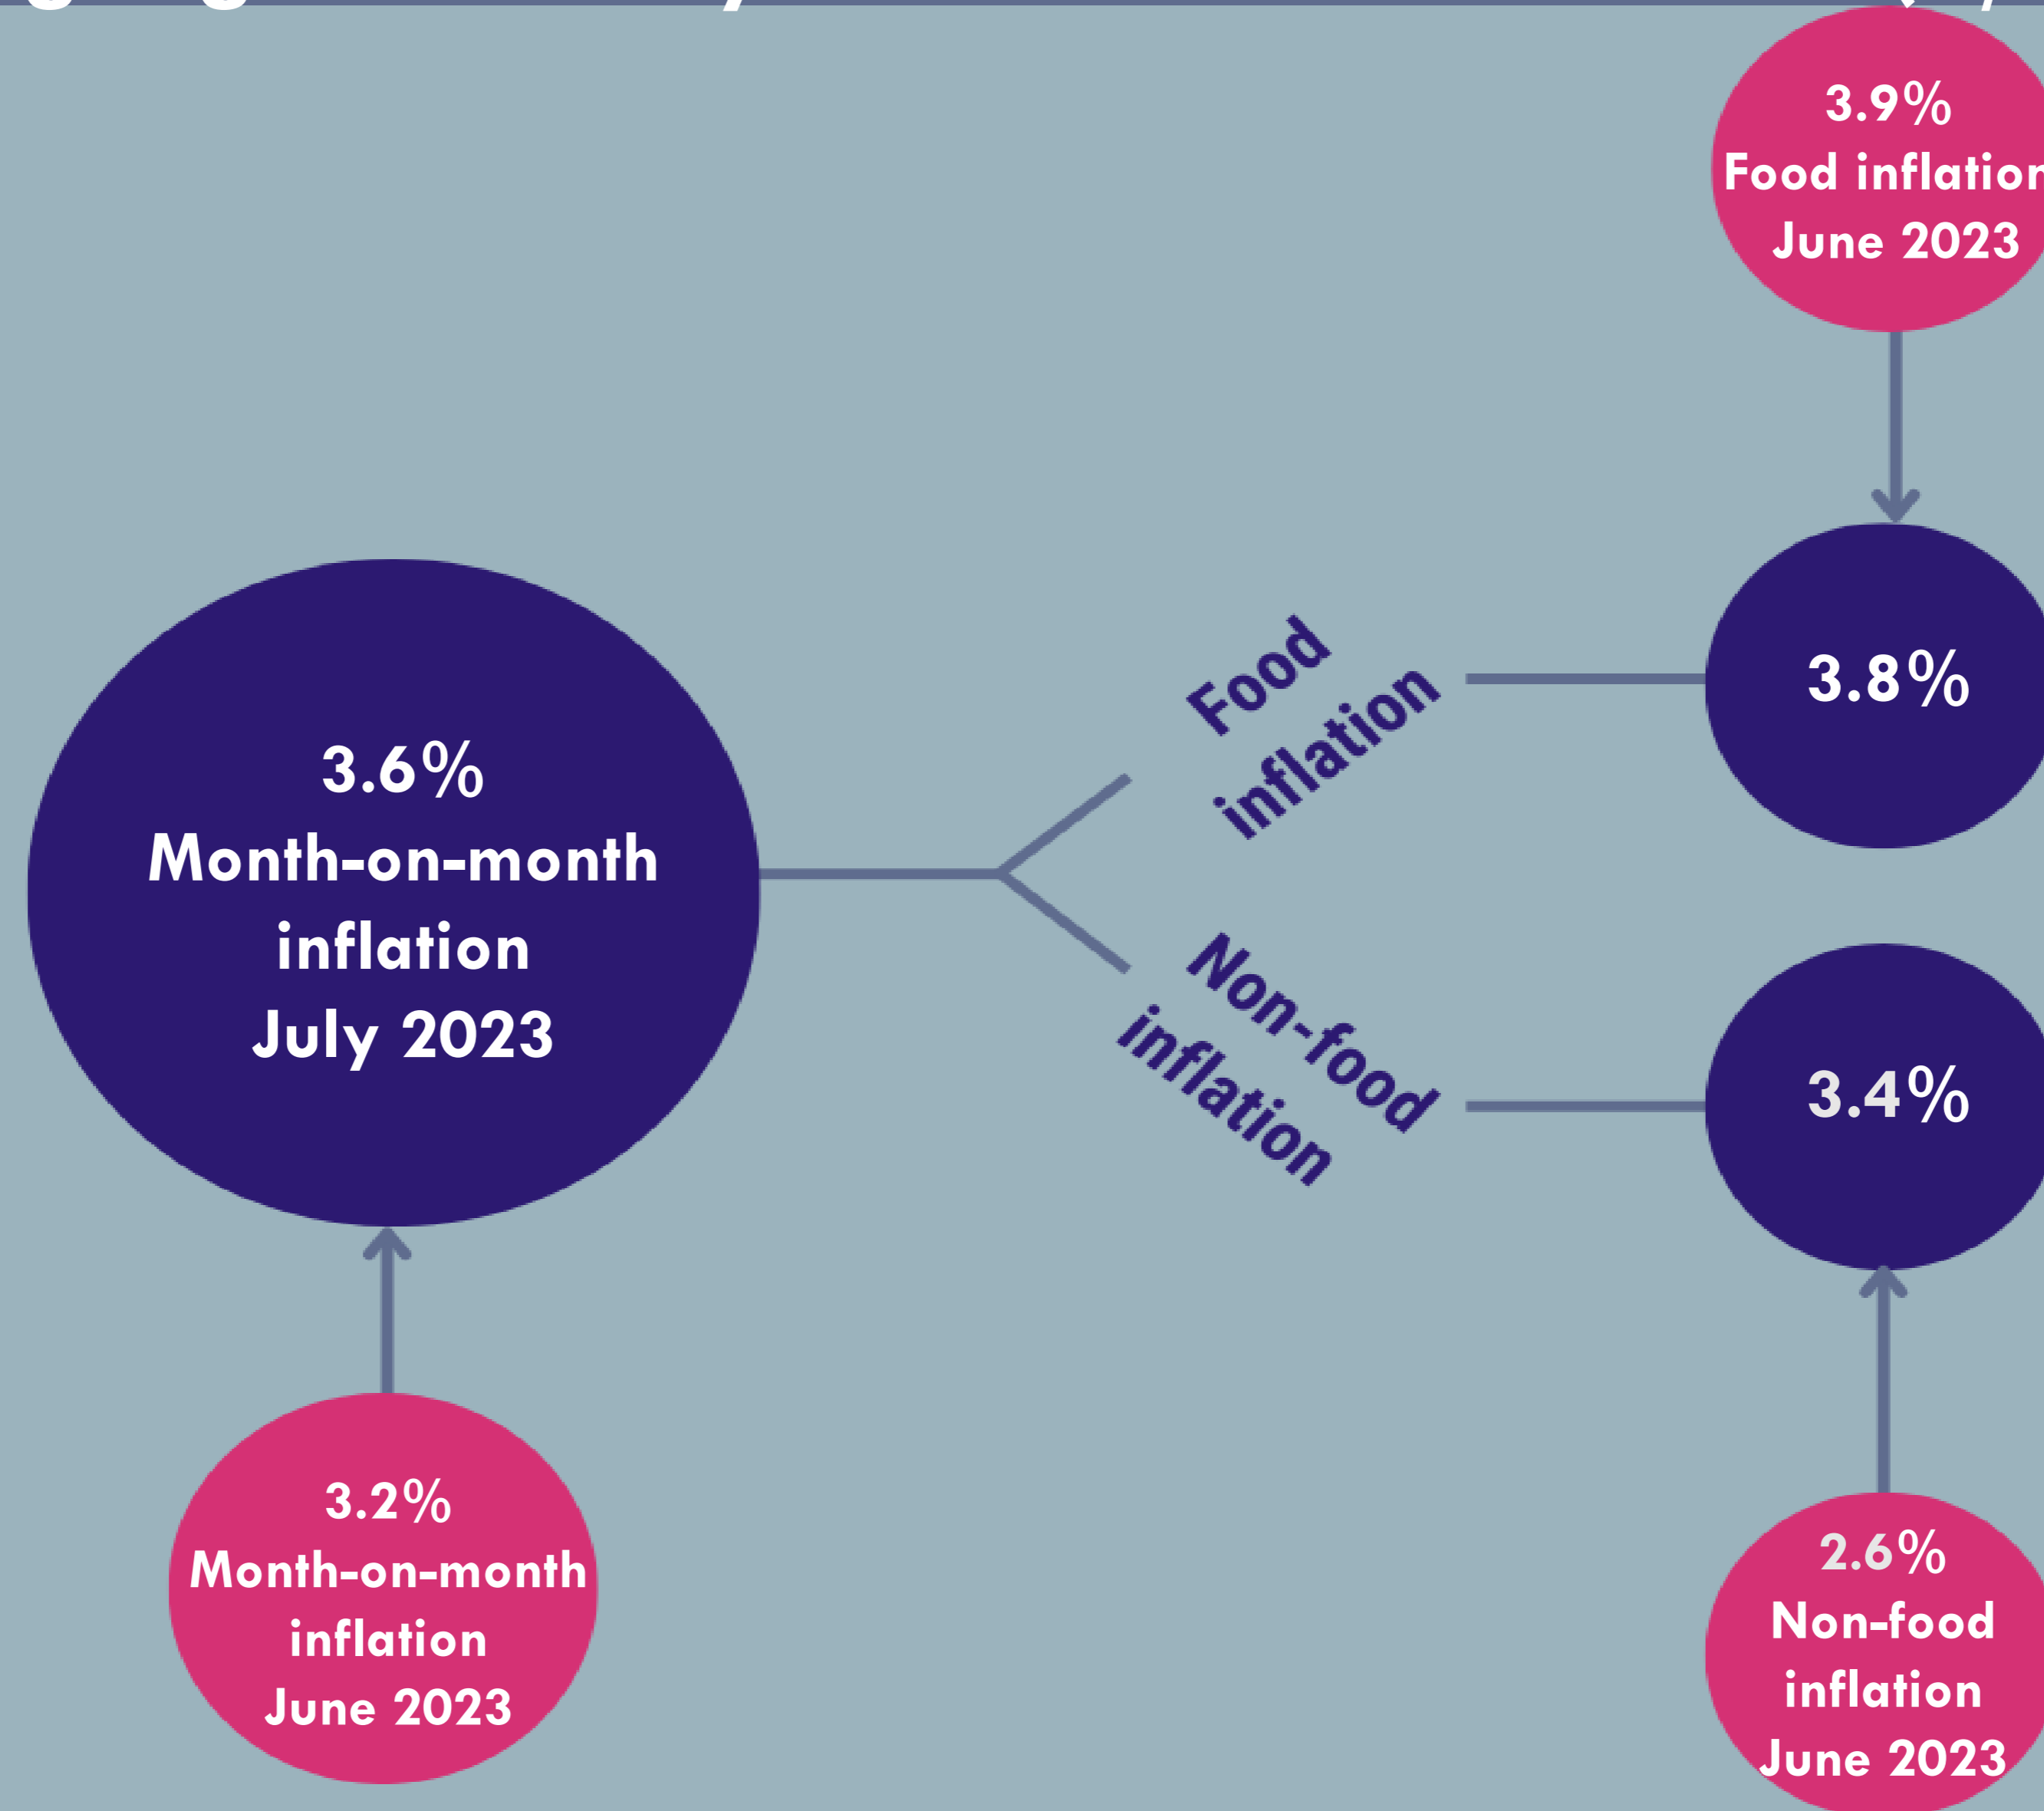 3.9%
Food inflation
June 2023
3.8%
Food
inflation
3.6%
Month-on-month
inflation
July 2023
Non-food
inflation
3.4%
3.2%
Month-on-month
inflation
June 2023
2.6%
Non-food
inflation
June 2023